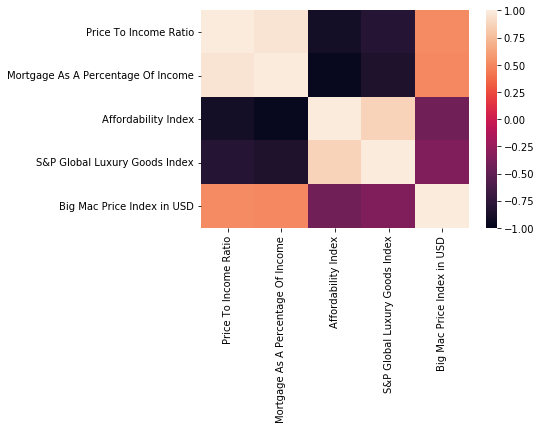 Price To Income Ratio
Mortgage As A Percentage Of Income
Affordability Index
S&P Global Luxury Goods Index
Big Mac Price Index in USD
Price To Income Ratio
Mortgage As A Percentage Of Income
Affordability Index
S&P Global Luxury Goods Index
Big Mac Price Index in USD
1.00
0.75
0.50
0.25
0.00
−0.25
−0.50
−0.75
−1.00